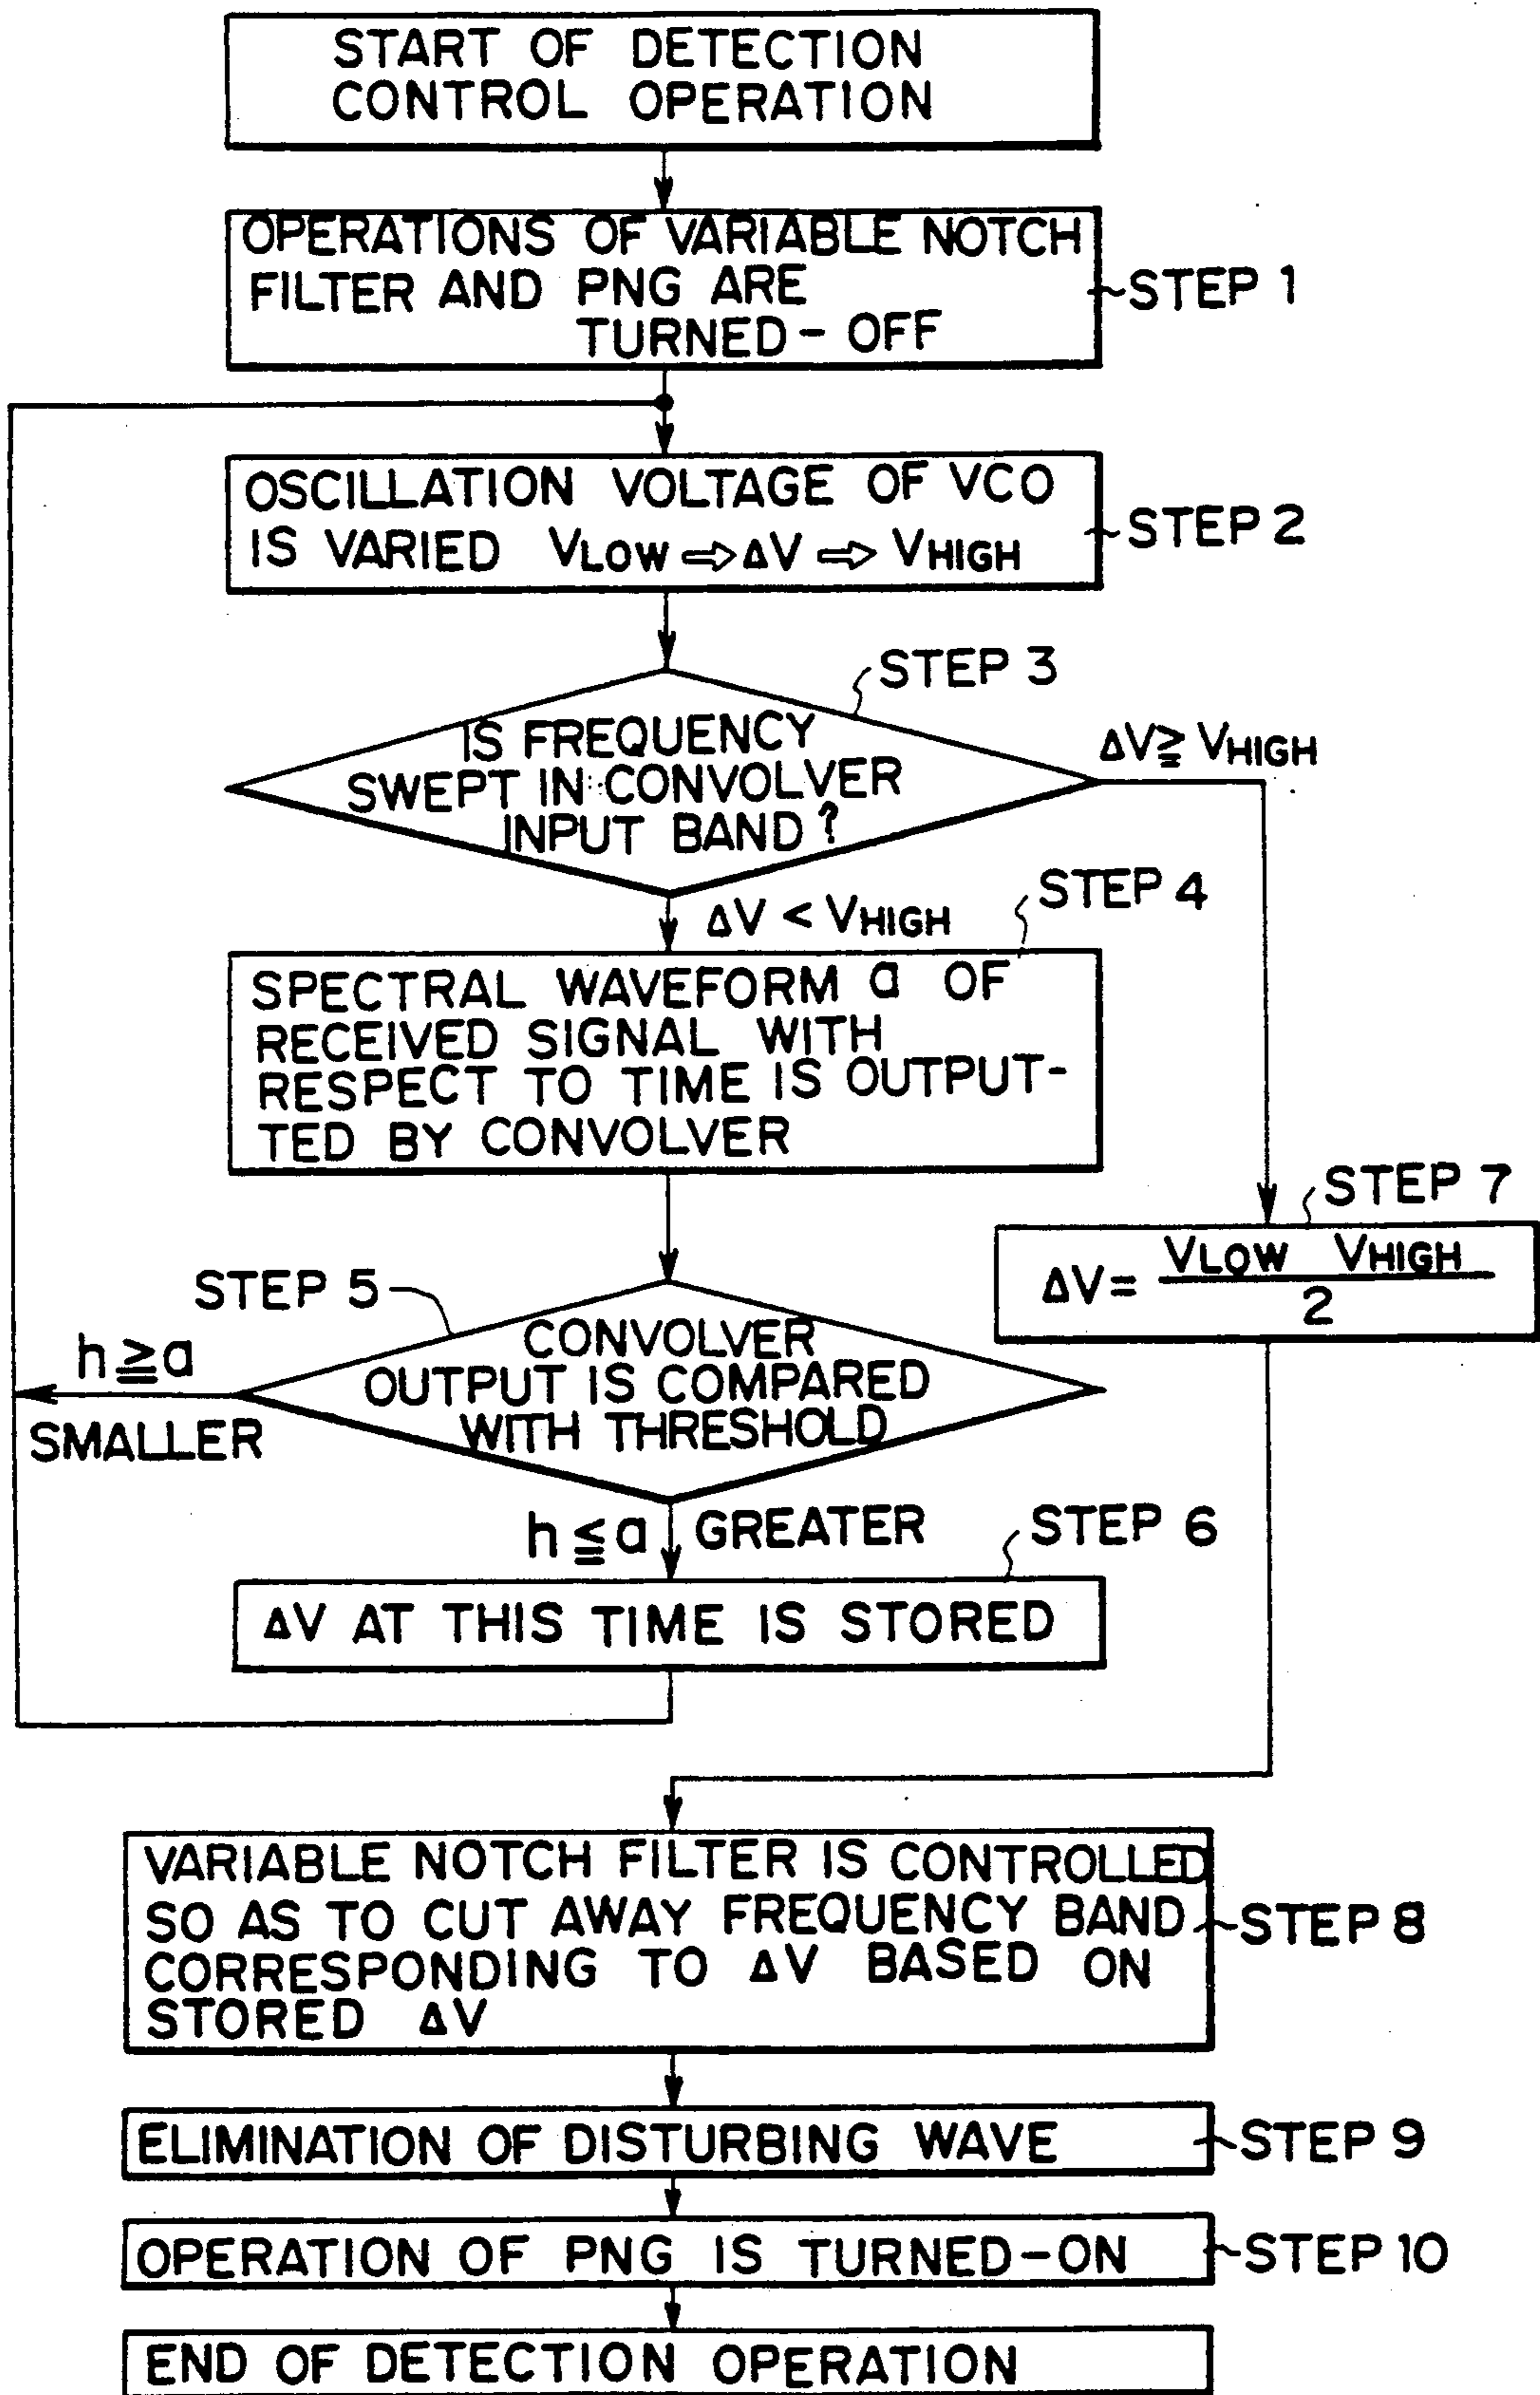 START OF DETECTION
CONTROL OPERATION
OPERATIONS OF VARIABLE NOTCH
FILTER AND PNG ARE
TURNED-OFF
STEP 1
OSCILLATION VOLTAGE OF VCO
IS VARIED VLOW ⇨ ΔV ⇨ VHIGH
STEP 2
STEP 3
IS FREQUENCY
SWEPT IN CONVOLVER
INPUT BAND?
ΔV ≧ VHIGH
ΔV < VHIGH
STEP 4
SPECTRAL WAVEFORM a OF
RECEIVED SIGNAL WITH
RESPECT TO TIME IS OUTPUT-
TED BY CONVOLVER
STEP 7
ΔV = VLOW VHIGH
2
STEP 5
CONVOLVER
OUTPUT IS COMPARED
WITH THRESHOLD
h ≧ a
SMALLER
h ≦ a GREATER
STEP 6
ΔV AT THIS TIME IS STORED
VARIABLE NOTCH FILTER IS CONTROLLED
SO AS TO CUT AWAY FREQUENCY BAND
CORRESPONDING TO ΔV BASED ON
STORED ΔV
STEP 8
ELIMINATION OF DISTURBING WAVE
STEP 9
OPERATION OF PNG IS TURNED-ON
STEP 10
END OF DETECTION OPERATION